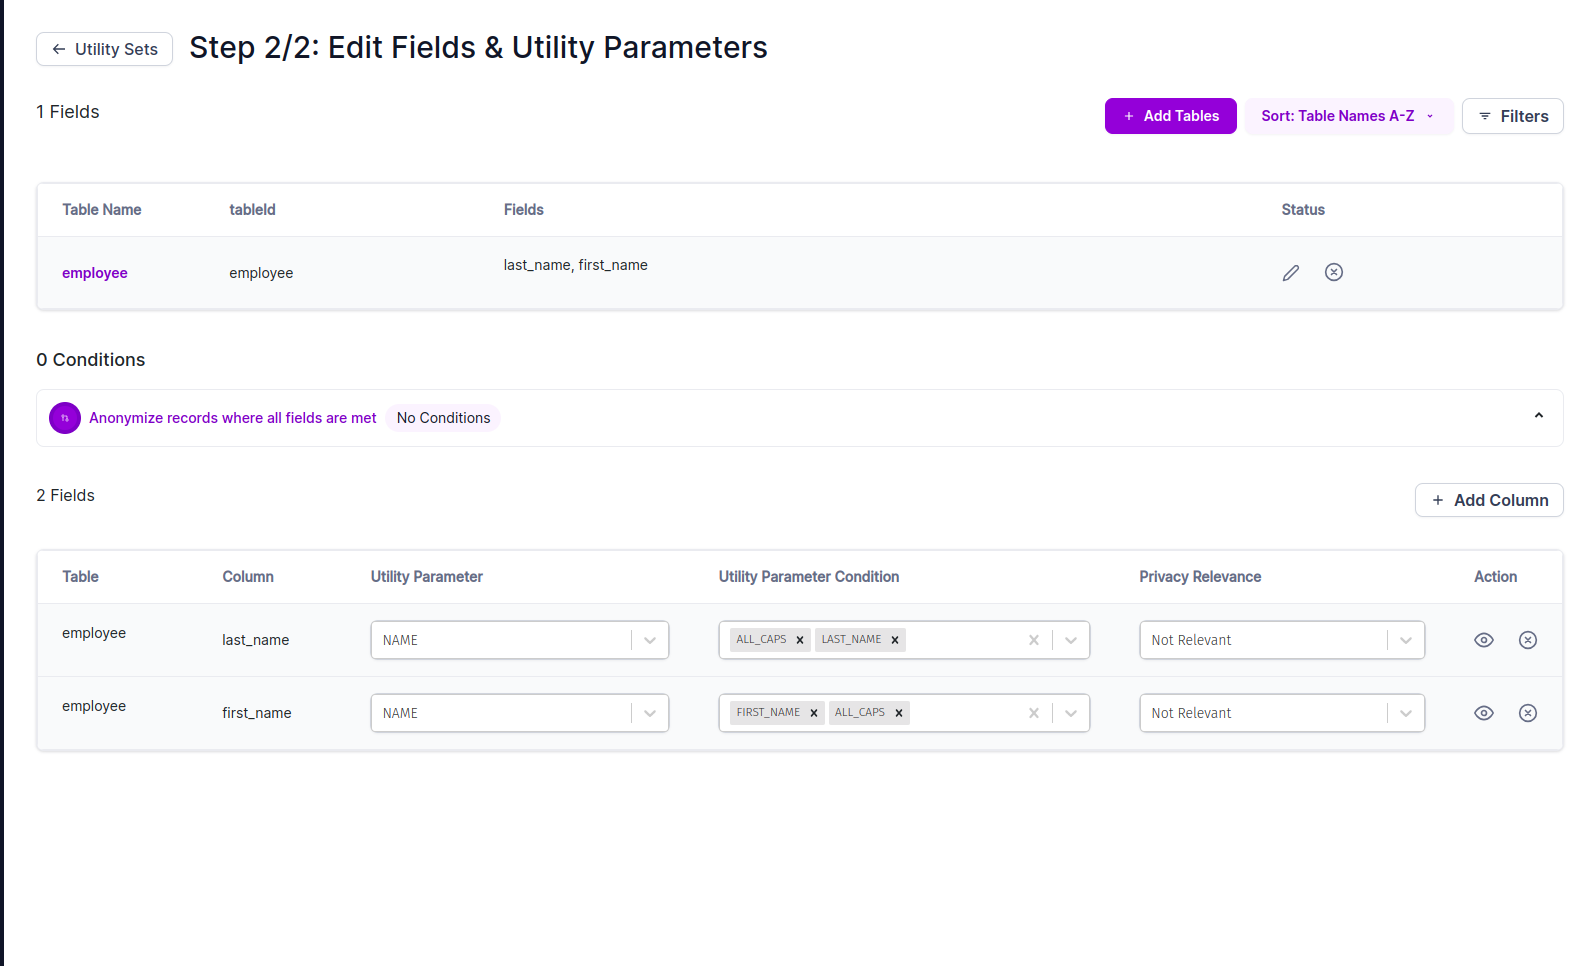 Utility Sets
Step 2/2: Edit Fields & Utility Parameters
1 Fields
+ Add Tables
Sort: Table Names A-Z
Filters
Table Name tableId Fields Status
employee employee last_name, first_name
0 Conditions
Anonymize records where all fields are met No Conditions
2 Fields
+ Add Column
Table Column Utility Parameter Utility Parameter Condition Privacy Relevance Action
employee last_name NAME ALL_CAPS LAST_NAME Not Relevant
employee first_name NAME FIRST_NAME ALL_CAPS Not Relevant